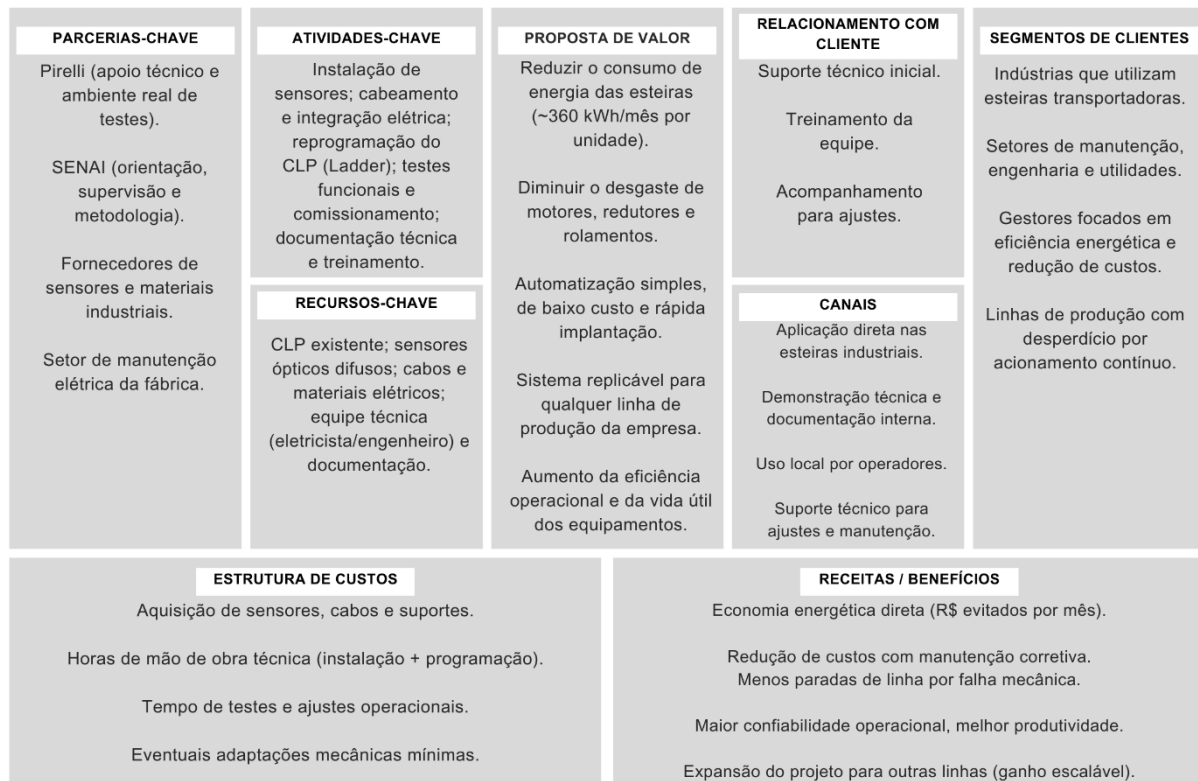 PARCERIAS-CHAVE
Pirelli (apoio técnico e
ambiente real de
testes).
SENAI (orientação,
supervisão e
metodologia).
Fornecedores de
sensores e materiais
industriais.
Setor de manutenção
elétrica da fábrica.
ATIVIDADES-CHAVE
Instalação de
sensores; cabeamento
e integração elétrica;
reprogramação do
CLP (Ladder); testes
funcionais e
comissionamento;
documentação técnica
e treinamento.
RECURSOS-CHAVE
CLP existente; sensores
ópticos difusos; cabos e
materiais elétricos;
equipe técnica
(eletricista/engenheiro) e
documentação.
PROPOSTA DE VALOR
Reduzir o consumo de
energia das esteiras
(~360 kWh/mês por
unidade).
Diminuir o desgaste de
motores, redutores e
rolamentos.
Automatização simples,
de baixo custo e rápida
implantação.
Sistema replicável para
qualquer linha de
produção da empresa.
Aumento da eficiência
operacional e da vida útil
dos equipamentos.
RELACIONAMENTO COM
CLIENTE
Suporte técnico inicial.
Treinamento da
equipe.
Acompanhamento
para ajustes.
CANAIS
Aplicação direta nas
esteiras industriais.
Demonstração técnica e
documentação interna.
Uso local por operadores.
Suporte técnico para
ajustes e manutenção.
SEGMENTOS DE CLIENTES
Indústrias que utilizam
esteiras transportadoras.
Setores de manutenção,
engenharia e utilidades.
Gestores focados em
eficiência energética e
redução de custos.
Linhas de produção com
desperdício por
acionamento contínuo.
ESTRUTURA DE CUSTOS
Aquisição de sensores, cabos e suportes.
Horas de mão de obra técnica (instalação + programação).
Tempo de testes e ajustes operacionais.
Eventuais adaptações mecânicas mínimas.
RECEITAS / BENEFÍCIOS
Economia energética direta (R$ evitados por mês).
Redução de custos com manutenção corretiva.
Menos paradas de linha por falha mecânica.
Maior confiabilidade operacional, melhor produtividade.
Expansão do projeto para outras linhas (ganho escalável).